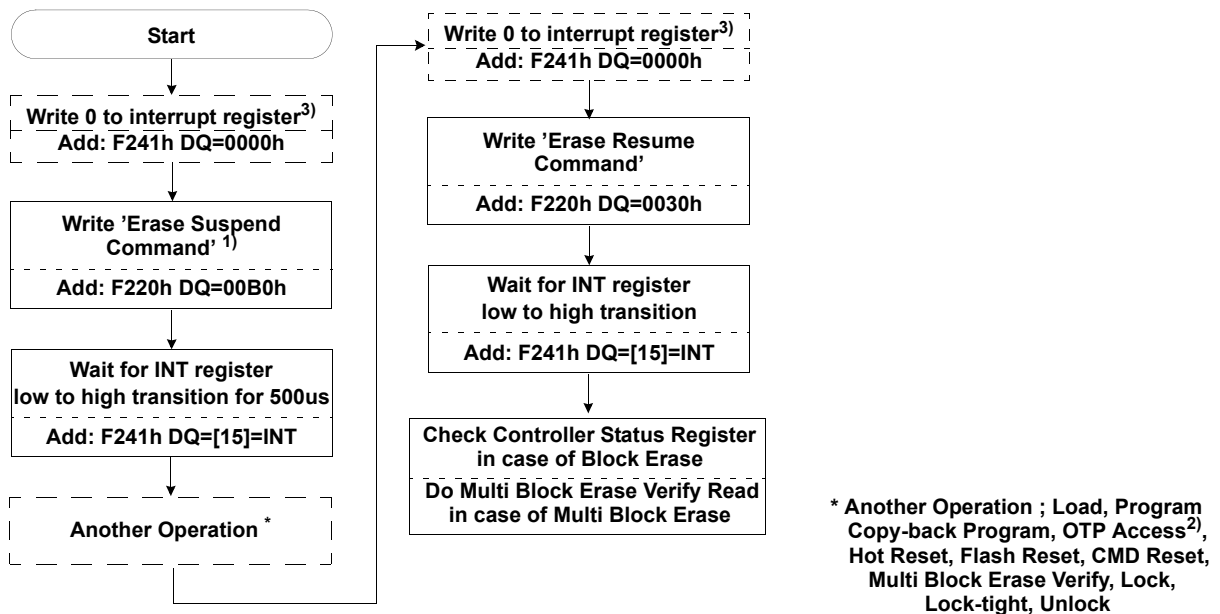 Start
Write 0 to interrupt register3)
Add: F241h DQ=0000h
Write ’Erase Suspend
Command’ 1)
Add: F220h DQ=00B0h
Wait for INT register
low to high transition for 500us
Add: F241h DQ=[15]=INT
Another Operation *
Write 0 to interrupt register3)
Add: F241h DQ=0000h
Write ’Erase Resume
Command’
Add: F220h DQ=0030h
Wait for INT register
low to high transition
Add: F241h DQ=[15]=INT
Check Controller Status Register
in case of Block Erase
Do Multi Block Erase Verify Read
in case of Multi Block Erase
* Another Operation ; Load, Program
Copy-back Program, OTP Access2),
Hot Reset, Flash Reset, CMD Reset,
Multi Block Erase Verify, Lock,
Lock-tight, Unlock